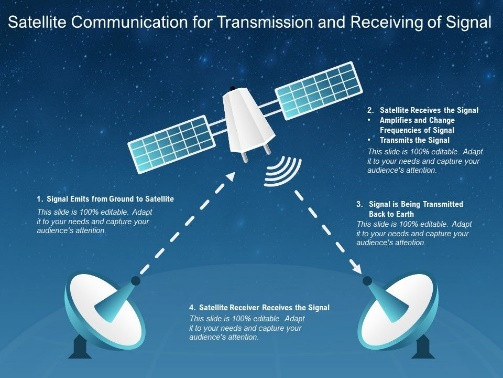 Satellite Communication for Transmission and Receiving of Signal
2. Satellite Receives the Signal
• Amplifies and Change
Frequencies of Signal
• Transmits the Signal
This slide is 100% editable. Adapt
it to your needs and capture your
audience's attention.
1. Signal Emits from Ground to Satellite
This slide is 100% editable. Adapt
it to your needs and capture your
audience's attention.
3. Signal is Being Transmitted
Back to Earth
This slide is 100% editable. Adapt
it to your needs and capture your
audience's attention.
4. Satellite Receiver Receives the Signal
This slide is 100% editable. Adapt
it to your needs and capture your
audience's attention.